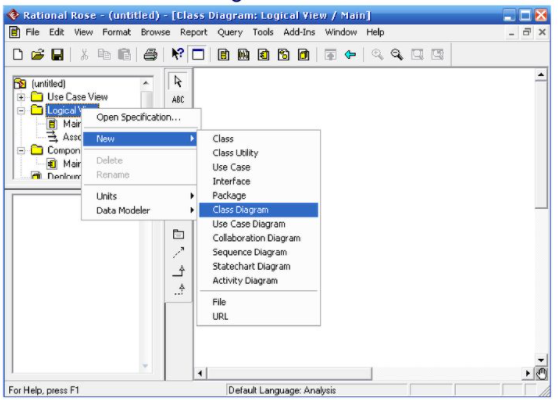 Rational Rose - (untitled) - [Class Diagram: Logical View / Main]
File Edit View Format Browse Report Query Tools Add-Ins Window Help
(untitled)
Use Case View
Logical
Main
Asso
Compon
Main
Deploym
ABC
Open Specification...
New
Delete
Rename
Units
Data Modeler
Class
Class Utility
Use Case
Interface
Package
Class Diagram
Use Case Diagram
Collaboration Diagram
Sequence Diagram
Statechart Diagram
Activity Diagram
File
URL
For Help, press F1
Default Language: Analysis